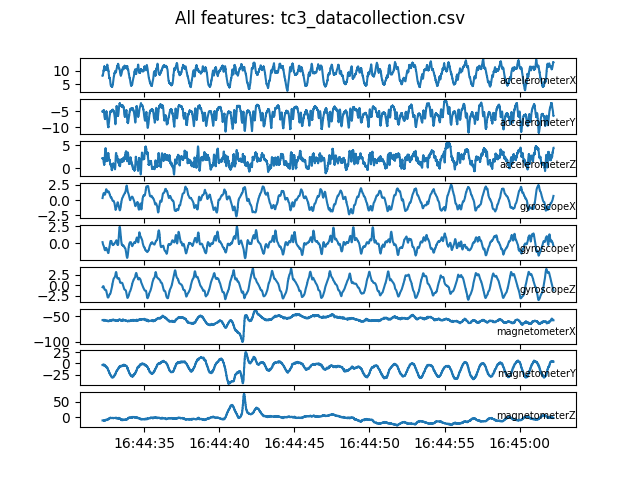 All features: tc3_datacollection.csv
10
5
accelerometerX
−5
−10
accelerometerY
5
0
accelerometerZ
2.5
0.0
−2.5
gyroscopeX
2.5
0.0
gyroscopeY
2.5
0.0
−2.5
gyroscopeZ
−50
−100
magnetometerX
25
0
−25
magnetometerY
50
0
magnetometerZ
16:44:35 16:44:40 16:44:45 16:44:50 16:44:55 16:45:00